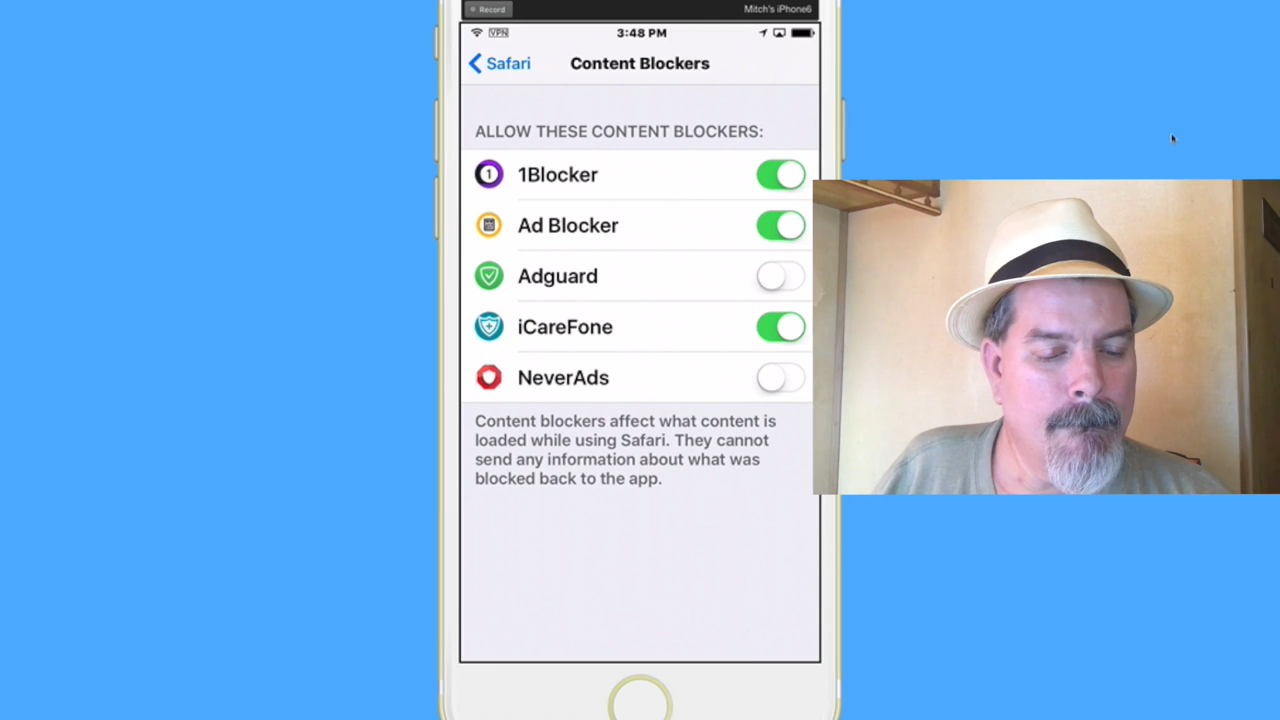 Record
Mitch's iPhone6
VPN
3:48 PM
Safari
Content Blockers
ALLOW THESE CONTENT BLOCKERS:
1
1Blocker
Ad Blocker
Adguard
iCareFone
NeverAds
Content blockers affect what content is
loaded while using Safari. They cannot
send any information about what was
blocked back to the app.